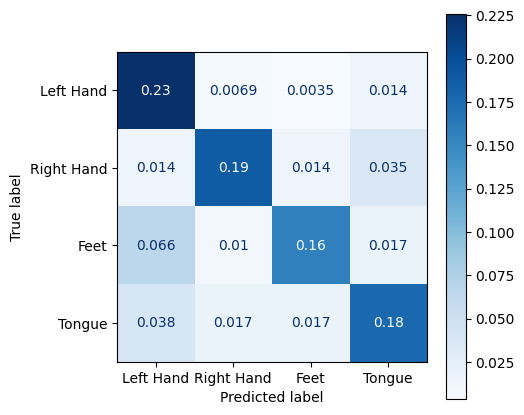 0.225
Left Hand 0.23 0.0069 0.0035 0.014
0.200
0.175
Right Hand 0.014 0.19 0.014 0.035
0.150
True label
0.125
Feet 0.066 0.01 0.16 0.017
0.100
0.075
Tongue 0.038 0.017 0.017 0.18
0.050
0.025
Left Hand Right Hand Feet Tongue
Predicted label